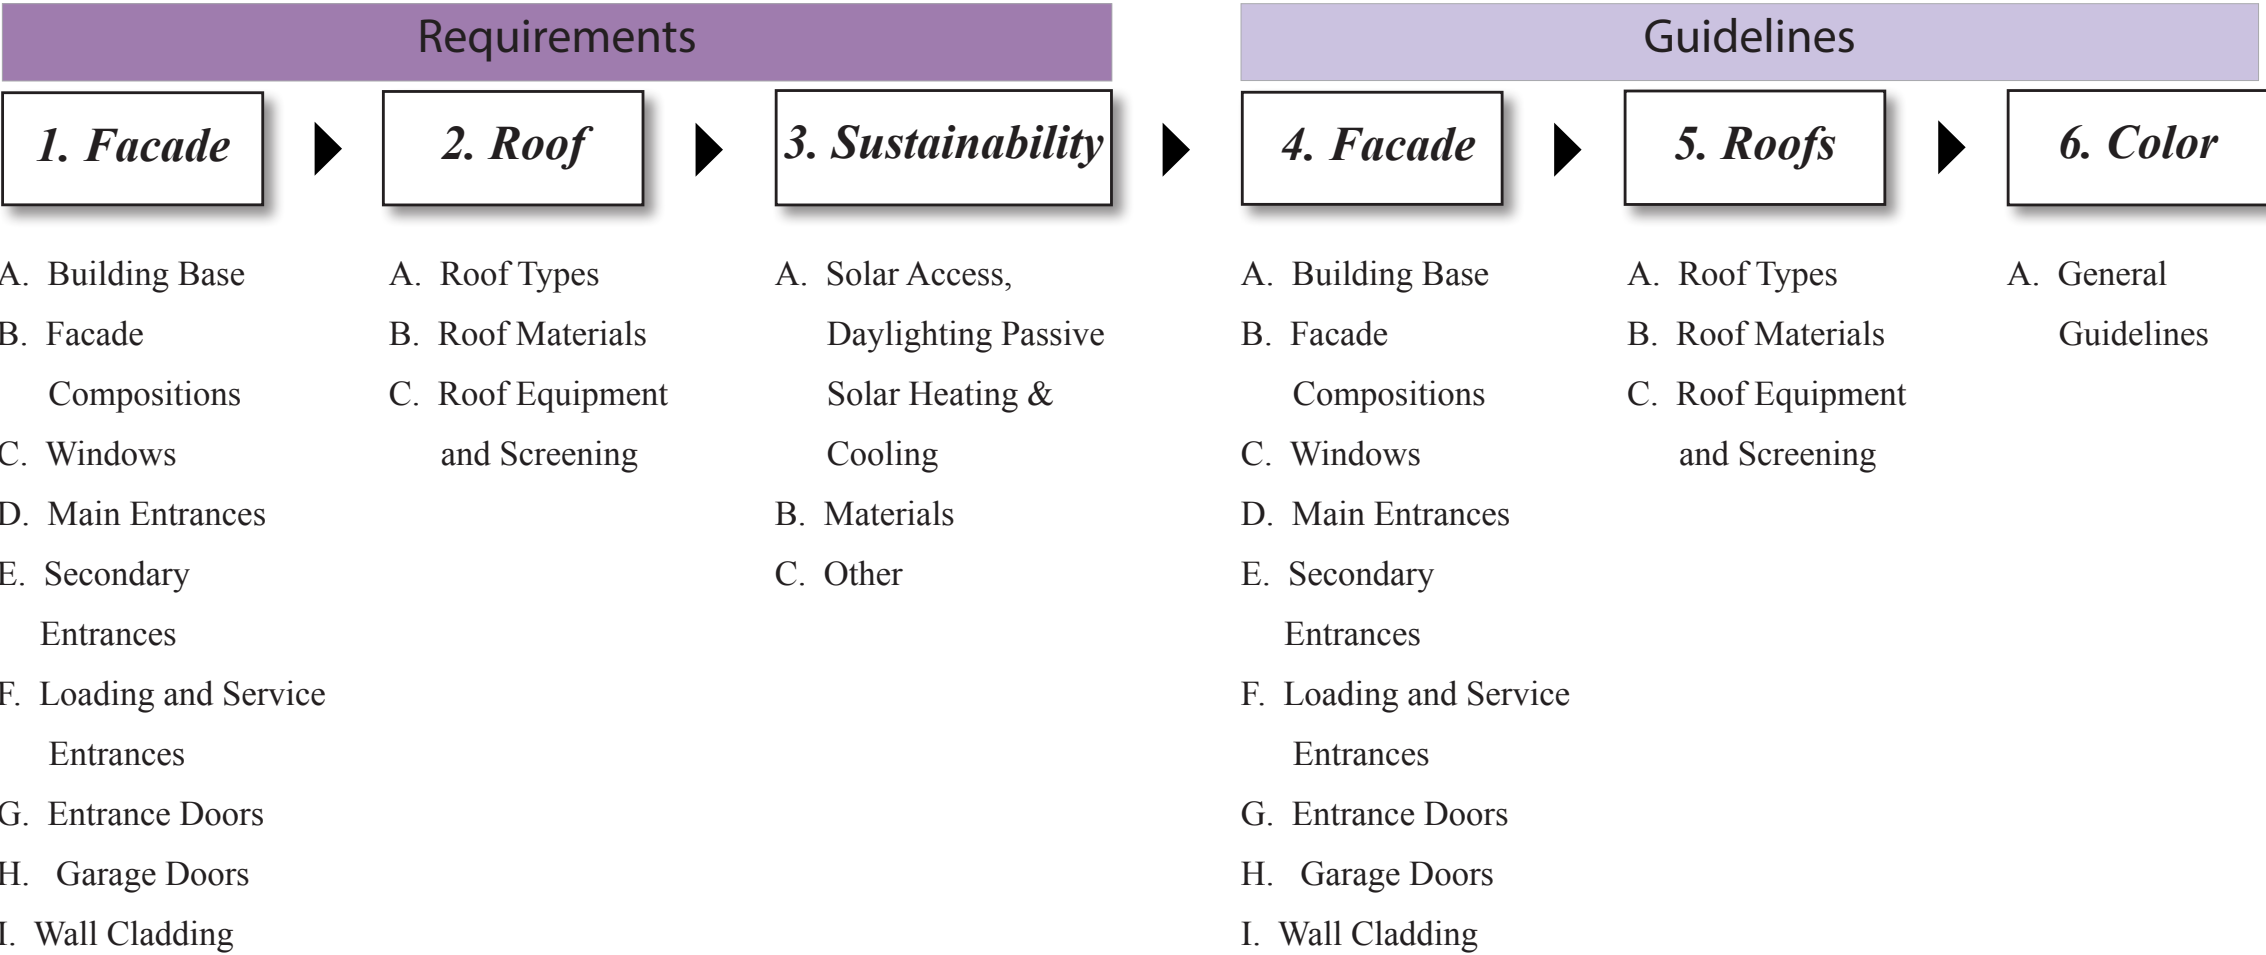 Requirements
Guidelines
1. Facade
2. Roof
3. Sustainability
4. Facade
5. Roofs
6. Color
A. Building Base
B. Facade
Compositions
C. Windows
D. Main Entrances
E. Secondary
Entrances
F. Loading and Service
Entrances
G. Entrance Doors
H. Garage Doors
I. Wall Cladding
A. Roof Types
B. Roof Materials
C. Roof Equipment
and Screening
A. Solar Access,
Daylighting Passive
Solar Heating &
Cooling
B. Materials
C. Other
A. Building Base
B. Facade
Compositions
C. Windows
D. Main Entrances
E. Secondary
Entrances
F. Loading and Service
Entrances
G. Entrance Doors
H. Garage Doors
I. Wall Cladding
A. Roof Types
B. Roof Materials
C. Roof Equipment
and Screening
A. General
Guidelines